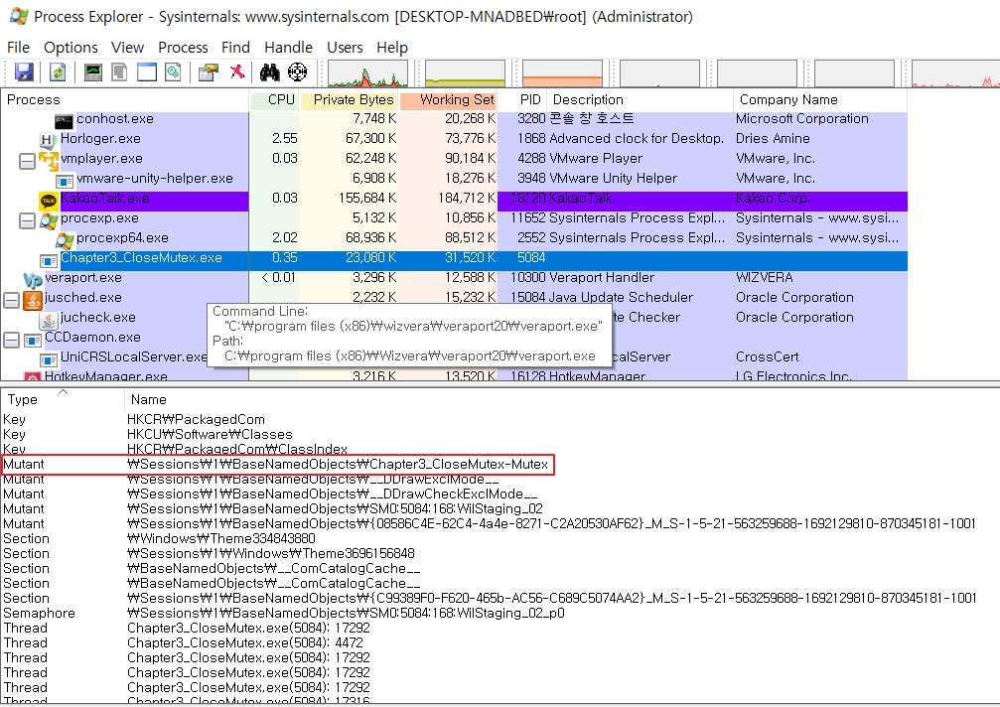 Process Explorer - Sysinternals: www.sysinternals.com [DESKTOP-MNADBED₩root] (Administrator)
File Options View Process Find Handle Users Help
Process CPU Private Bytes Working Set PID Description Company Name
conhost.exe 7,748 K 20,268 K 3280 콘솔 창 호스트 Microsoft Corporation
Horloger.exe 2.55 67,300 K 73,776 K 1868 Advanced clock for Desktop. Dries Amine
vmplayer.exe 0.03 62,248 K 90,184 K 4288 VMware Player VMware, Inc.
vmware-unity-helper.exe 6,908 K 18,276 K 3948 VMware Unity Helper VMware, Inc.
TALK KakaoTalk.exe 0.03 155,684 K 184,712 K 16120 KakaoTalk Kakao Corp.
procexp.exe 5,132 K 10,856 K 11652 Sysinternals Process Expl... Sysinternals - www.sysi...
procexp64.exe 2.02 68,936 K 88,512 K 2552 Sysinternals Process Expl... Sysinternals - www.sysi...
Chapter3_CloseMutex.exe 0.35 23,080 K 31,520 K 5084
veraport.exe < 0.01 3,296 K 12,588 K 10300 Veraport Handler WIZVERA
jusched.exe 2,232 K 15,232 K 15084 Java Update Scheduler Oracle Corporation
jucheck.exe te Checker Oracle Corporation
CCDaemon.exe
UniCRSLocalServer.exe calServer CrossCert
HotkeyManager.exe 3,216 K 13,520 K 16128 HotkeyManager LG Electronics Inc.
Command Line:
"C:₩program files (x86)₩wizvera₩veraport20₩veraport.exe"
Path:
C:₩program files (x86)₩Wizvera₩veraport20₩veraport.exe
Type Name
Key HKCR₩PackagedCom
Key HKCU₩Software₩Classes
Key HKCR₩PackagedCom₩ClassIndex
Mutant ₩Sessions₩1₩BaseNamedObjects₩Chapter3_CloseMutex-Mutex
Mutant ₩Sessions₩1₩BaseNamedObjects₩__DDrawExclMode__
Mutant ₩Sessions₩1₩BaseNamedObjects₩__DDrawCheckExclMode__
Mutant ₩Sessions₩1₩BaseNamedObjects₩SM0:5084:168:WilStaging_02
Mutant ₩Sessions₩1₩BaseNamedObjects₩{08586C4E-62C4-4a4e-8271-C2A20530AF62}_M_S-1-5-21-563259688-1692129810-870345181-1001
Section ₩Windows₩Theme334843880
Section ₩Sessions₩1₩Windows₩Theme3696156848
Section ₩BaseNamedObjects₩__ComCatalogCache__
Section ₩BaseNamedObjects₩__ComCatalogCache__
Section ₩Sessions₩1₩BaseNamedObjects₩{C99389F0-F620-465b-AC56-C689C5074AA2}_M_S-1-5-21-563259688-1692129810-870345181-1001
Semaphore ₩Sessions₩1₩BaseNamedObjects₩SM0:5084:168:WilStaging_02_p0
Thread Chapter3_CloseMutex.exe(5084): 17292
Thread Chapter3_CloseMutex.exe(5084): 4472
Thread Chapter3_CloseMutex.exe(5084): 17292
Thread Chapter3_CloseMutex.exe(5084): 17292
Thread Chapter3_CloseMutex.exe(5084): 17292
Thread Chapter3_CloseMutex.exe(5084): 17316